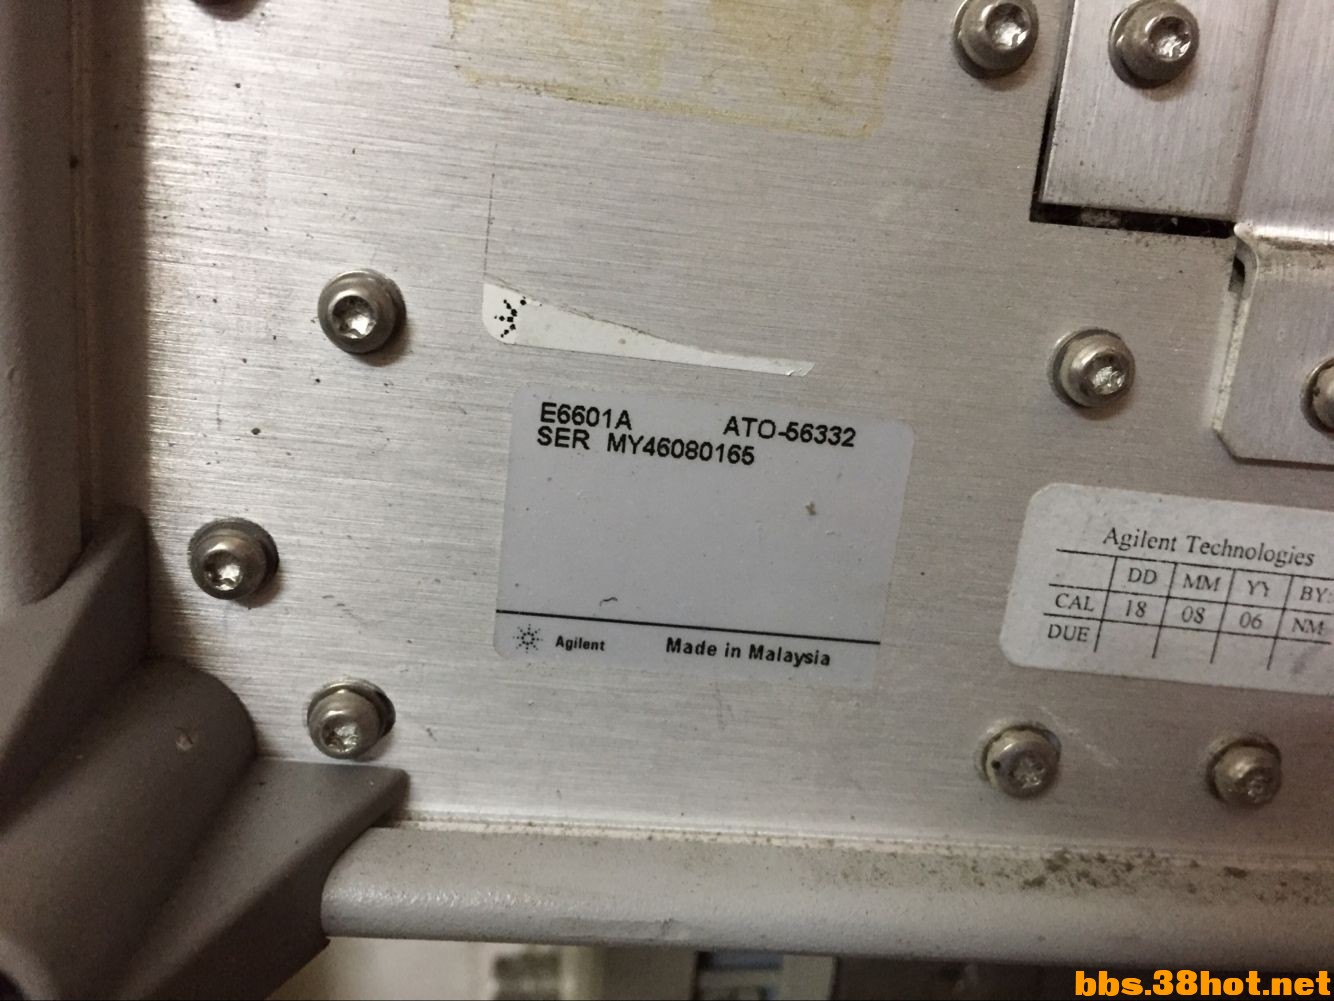 E6601A ATO-56332
SER MY46080165
Agilent Made in Malaysia
Agilent Technologies
DD MM YY BY:
CAL 18 08 06 NM
DUE
bbs.38hot.net